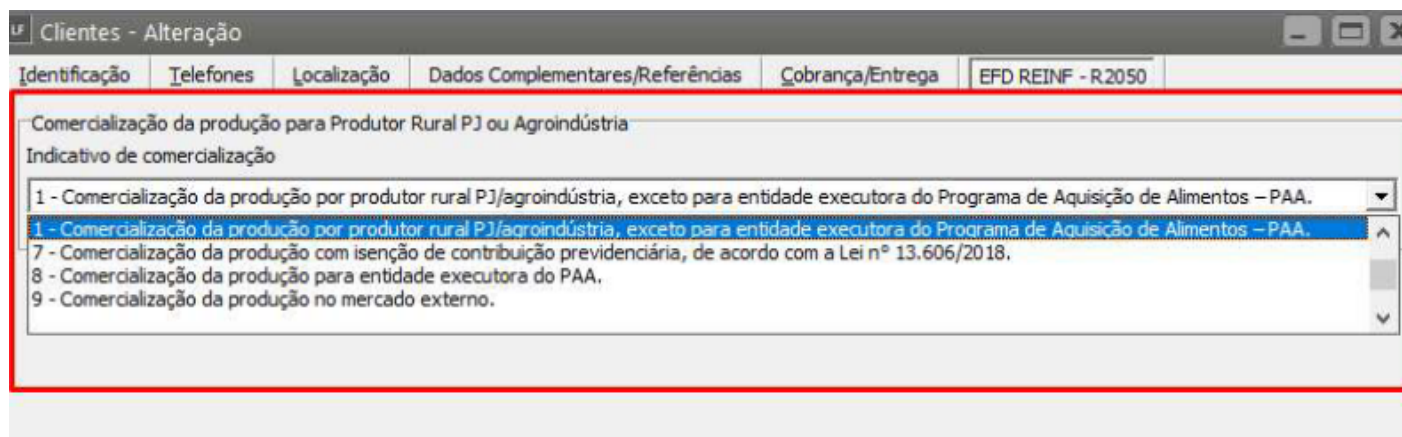 LF Clientes - Alteração
Identificação Telefones Localização Dados Complementares/Referências Cobrança/Entrega EFD REINF - R2050
Comercialização da produção para Produtor Rural PJ ou Agroindústria
Indicativo de comercialização
1 - Comercialização da produção por produtor rural PJ/agroindústria, exceto para entidade executora do Programa de Aquisição de Alimentos – PAA.
1 - Comercialização da produção por produtor rural PJ/agroindústria, exceto para entidade executora do Programa de Aquisição de Alimentos – PAA.
7 - Comercialização da produção com isenção de contribuição previdenciária, de acordo com a Lei nº 13.606/2018.
8 - Comercialização da produção para entidade executora do PAA.
9 - Comercialização da produção no mercado externo.